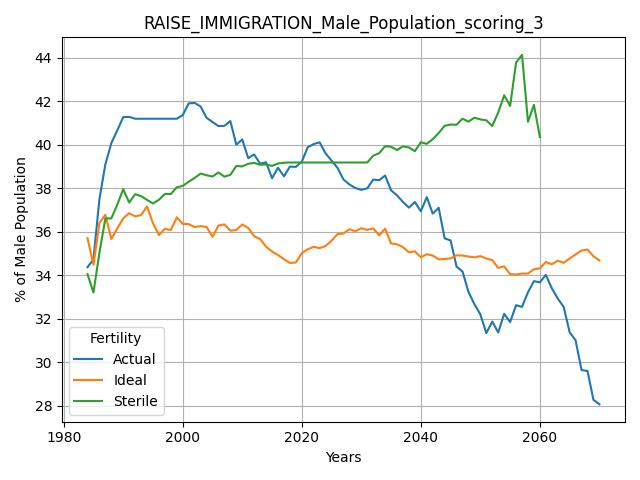 RAISE_IMMIGRATION_Male_Population_scoring_3
% of Male Population
44
42
40
38
36
34
32
30
28
Fertility
Actual
Ideal
Sterile
1980
2000
2020
2040
2060
Years